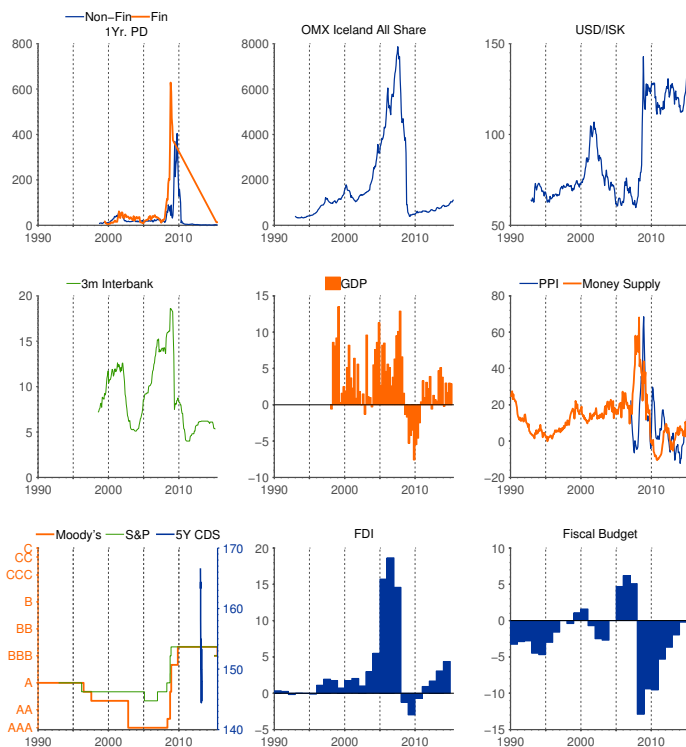 Non−Fin Fin
1Yr. PD
800
600
400
200
0
1990 2000 2010
OMX Iceland All Share
8000
6000
4000
2000
0
1990 2000 2010
USD/ISK
150
100
50
1990 2000 2010
3m Interbank
20
15
10
5
0
1990 2000 2010
GDP
15
10
5
0
−5
−10
1990 2000 2010
PPI Money Supply
80
60
40
20
0
−20
1990 2000 2010
Moody's S&P 5Y CDS
C
CC
CCC
B
BB
BBB
A
AA
AAA
170
160
150
140
1990 2000 2010
FDI
20
15
10
5
0
−5
1990 2000 2010
Fiscal Budget
10
5
0
−5
−10
−15
1990 2000 2010